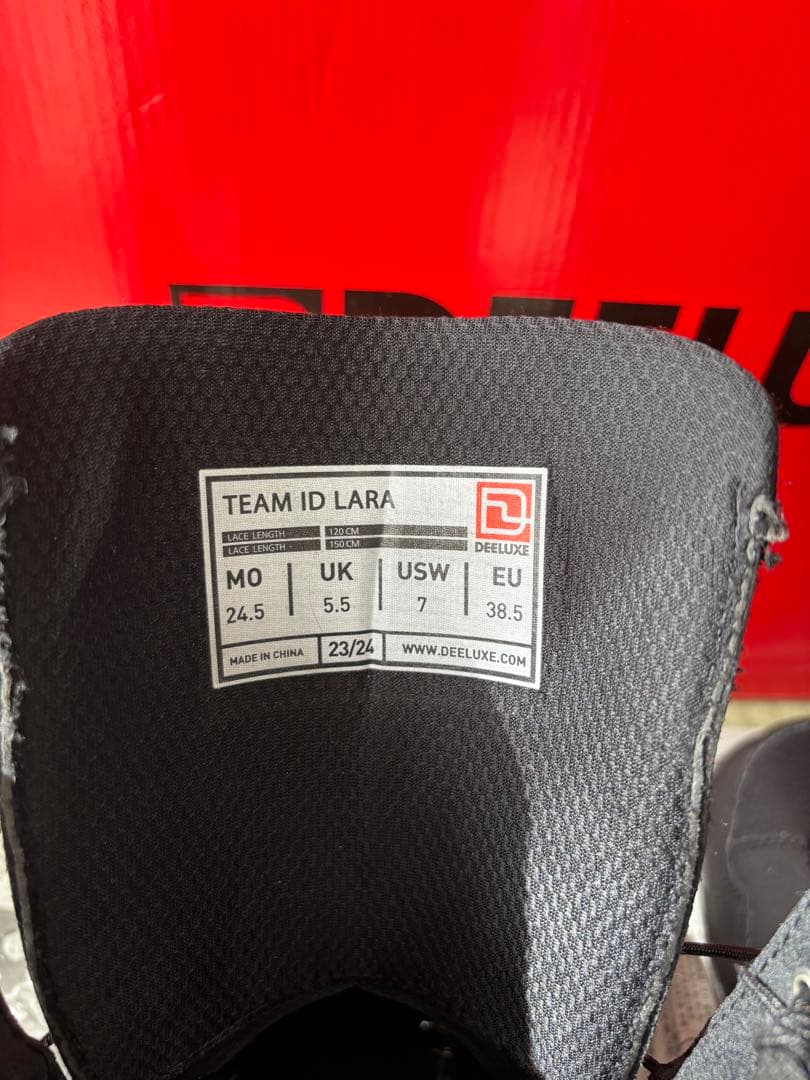 DEELU
TEAM ID LARA
LACE LENGTH 120 CM
LACE LENGTH 150 CM
DEELUXE
MO | UK | USW | EU
24.5 5.5 7 38.5
MADE IN CHINA 23/24 WWW.DEELUXE.COM